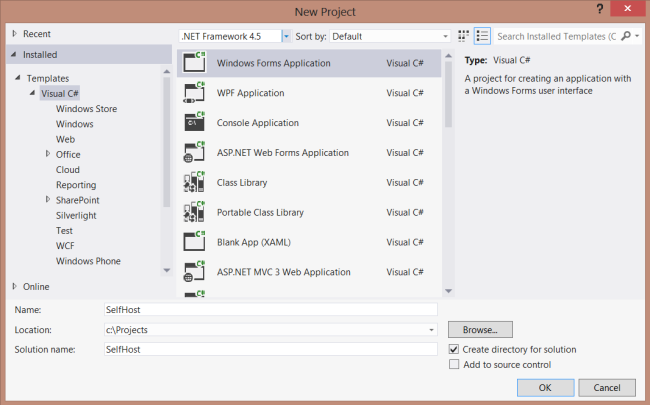 New Project
? X
Recent
.NET Framework 4.5
Sort by: Default
Search Installed Templates (C
Installed
Templates
Visual C#
Windows Store
Windows
Web
Office
Cloud
Reporting
SharePoint
Silverlight
Test
WCF
Windows Phone
Online
Windows Forms Application Visual C#
WPF Application Visual C#
Console Application Visual C#
ASP.NET Web Forms Application Visual C#
Class Library Visual C#
Portable Class Library Visual C#
Blank App (XAML) Visual C#
ASP.NET MVC 3 Web Application Visual C#
Type: Visual C#
A project for creating an application with
a Windows Forms user interface
Name: SelfHost
Location: c:\Projects
Browse...
Solution name: SelfHost
Create directory for solution
Add to source control
OK
Cancel